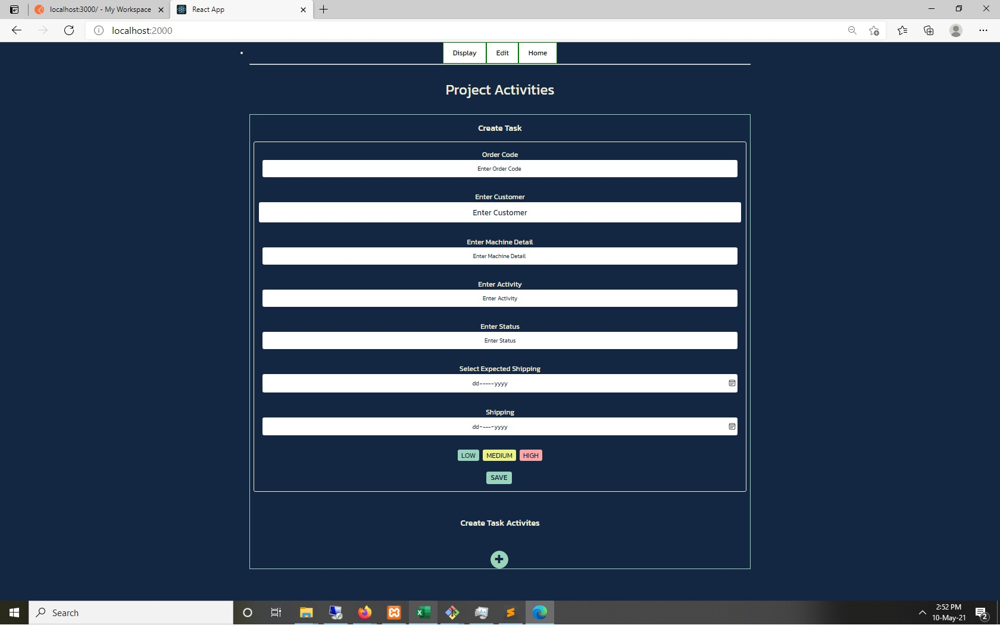 localhost:3000/ - My Workspace
React App
localhost:2000
Display Edit Home
Project Activities
Create Task
Order Code
Enter Order Code
Enter Customer
Enter Customer
Enter Machine Detail
Enter Machine Detail
Enter Activity
Enter Activity
Enter Status
Enter Status
Select Expected Shipping
dd-----yyyy
Shipping
dd-----yyyy
LOW MEDIUM HIGH
SAVE
Create Task Activites
Search
2:52 PM
10-May-21
2